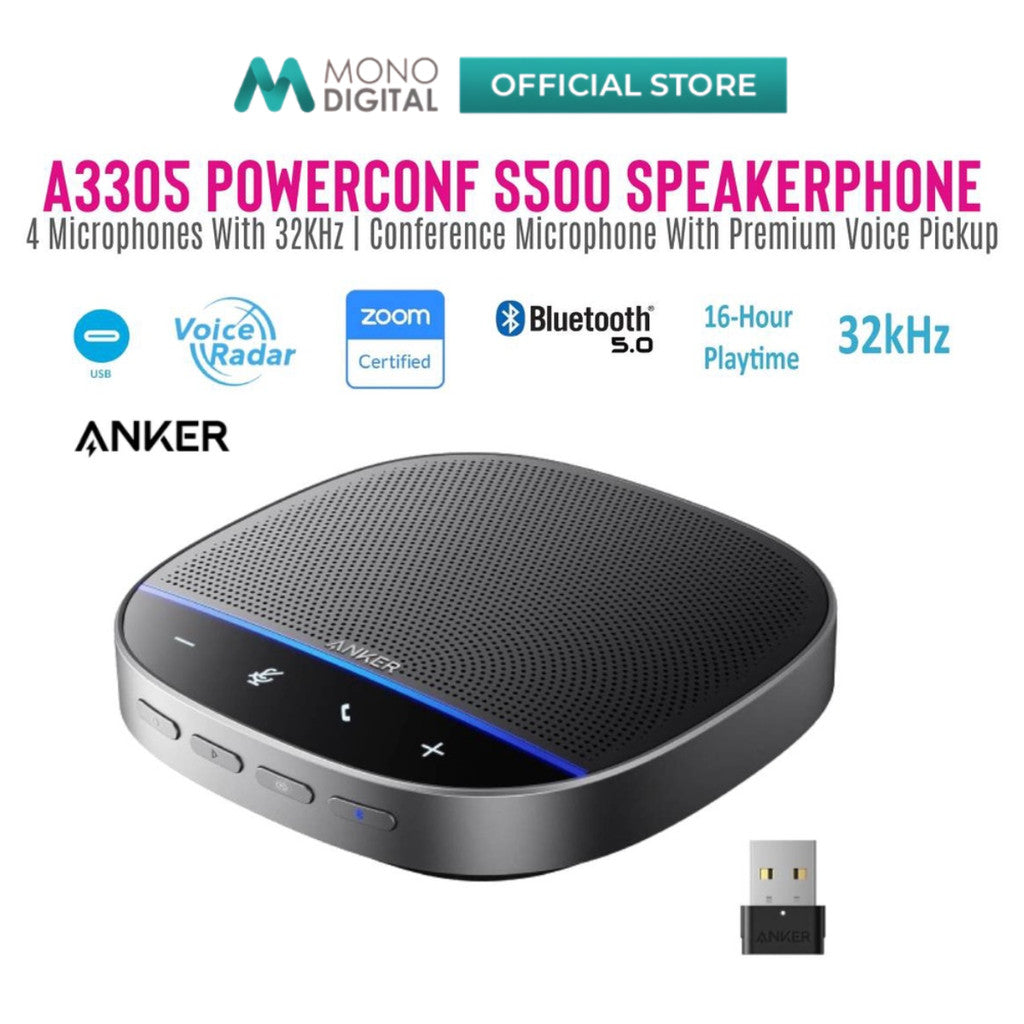 MONO
DIGITAL
OFFICIAL STORE
A3305 POWERCONF S500 SPEAKERPHONE
4 Microphones With 32KHz | Conference Microphone With Premium Voice Pickup
USB
Voice
Radar
zoom
Certified
Bluetooth®
5.0
16-Hour
Playtime
32kHz
ANKER
ANKER
ANKER